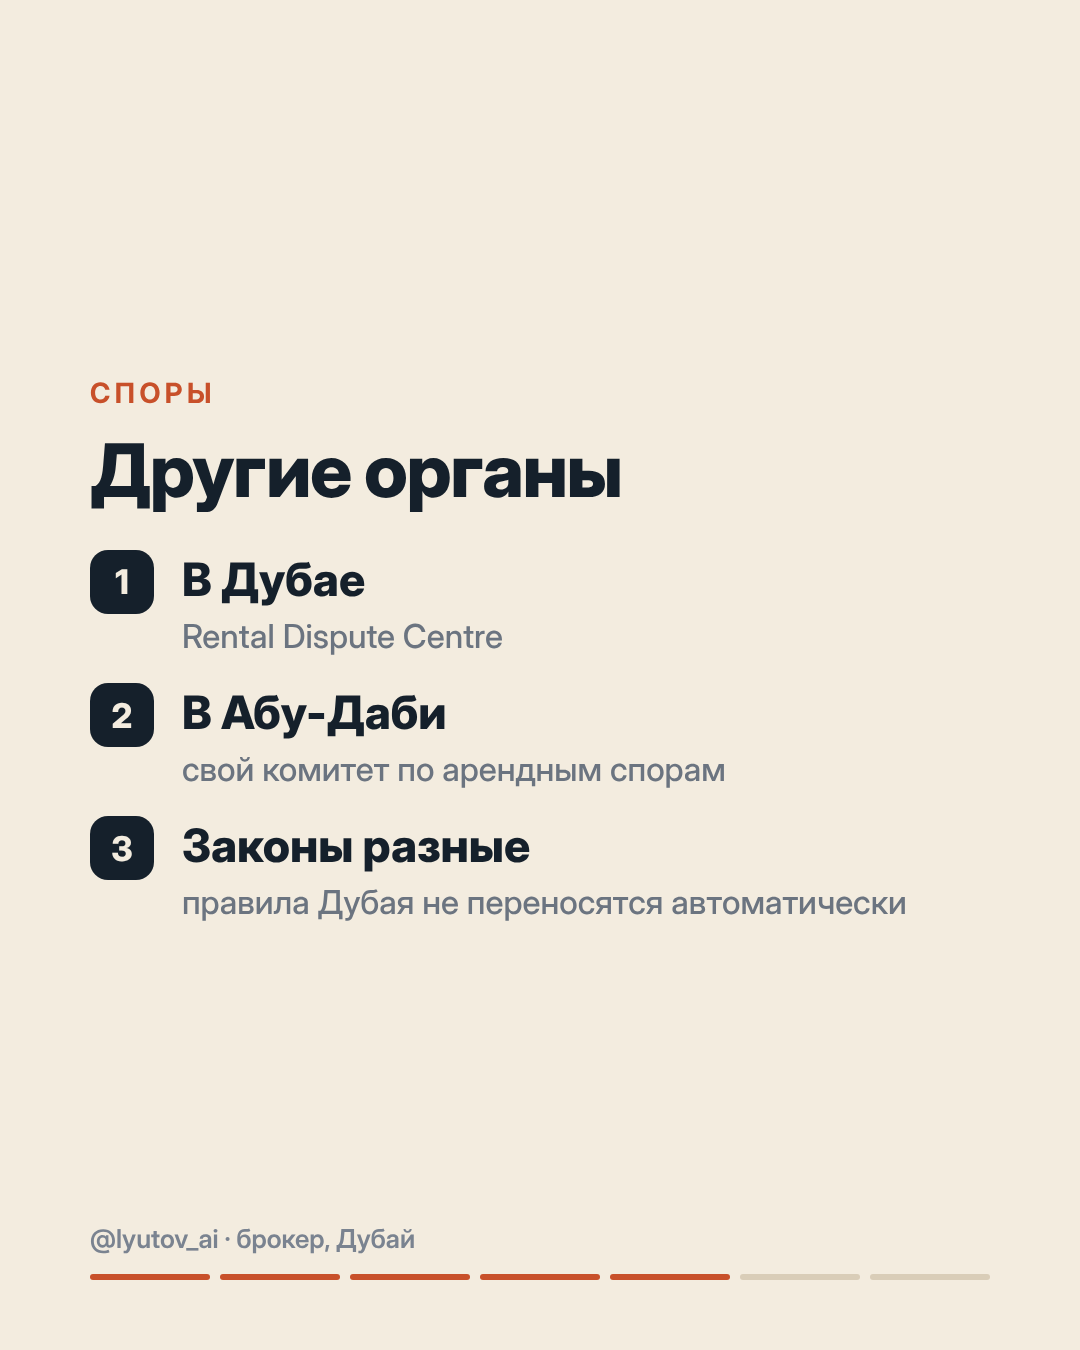 СПОРЫ
Другие органы
1 В Дубае
Rental Dispute Centre
2 В Абу-Даби
свой комитет по арендным спорам
3 Законы разные
правила Дубая не переносятся автоматически
@lyutov_ai · брокер, Дубай